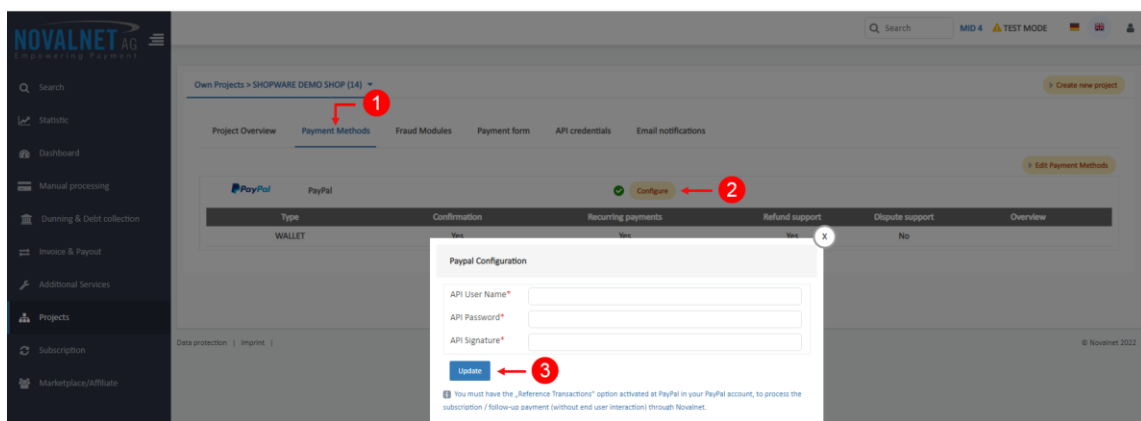 NOVALNET AG
Empowering Payment
Search
MID 4
TEST MODE
Search
Statistic
Dashboard
Manual processing
Dunning & Debt collection
Invoice & Payout
Additional Services
Projects
Subscription
Marketplace/Affiliate
Own Projects > SHOPWARE DEMO SHOP (14)
Create new project
1
Project Overview Payment Methods Fraud Modules Payment form API credentials Email notifications
Edit Payment Methods
PayPal PayPal Configure 2
Type Confirmation Recurring payments Refund support Dispute support Overview
WALLET Yes Yes Yes No
X
Paypal Configuration
API User Name*
API Password*
API Signature*
Update 3
You must have the „Reference Transactions" option activated at PayPal in your PayPal account, to process the
subscription / follow-up payment (without end user interaction) through Novalnet.
Data protection | Imprint |
© Novalnet 2022